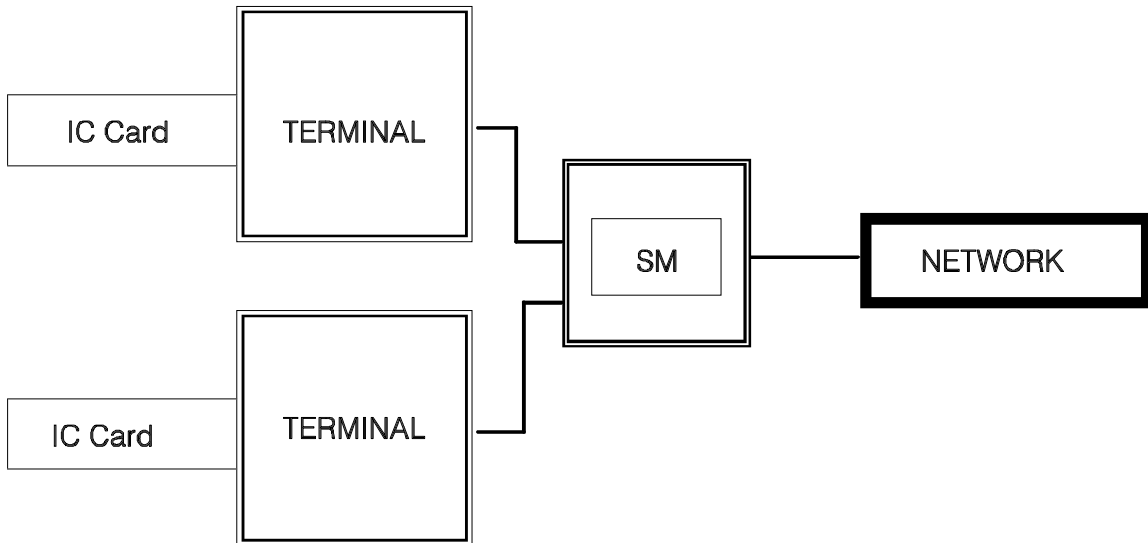 IC Card
TERMINAL
SM
NETWORK
IC Card
TERMINAL